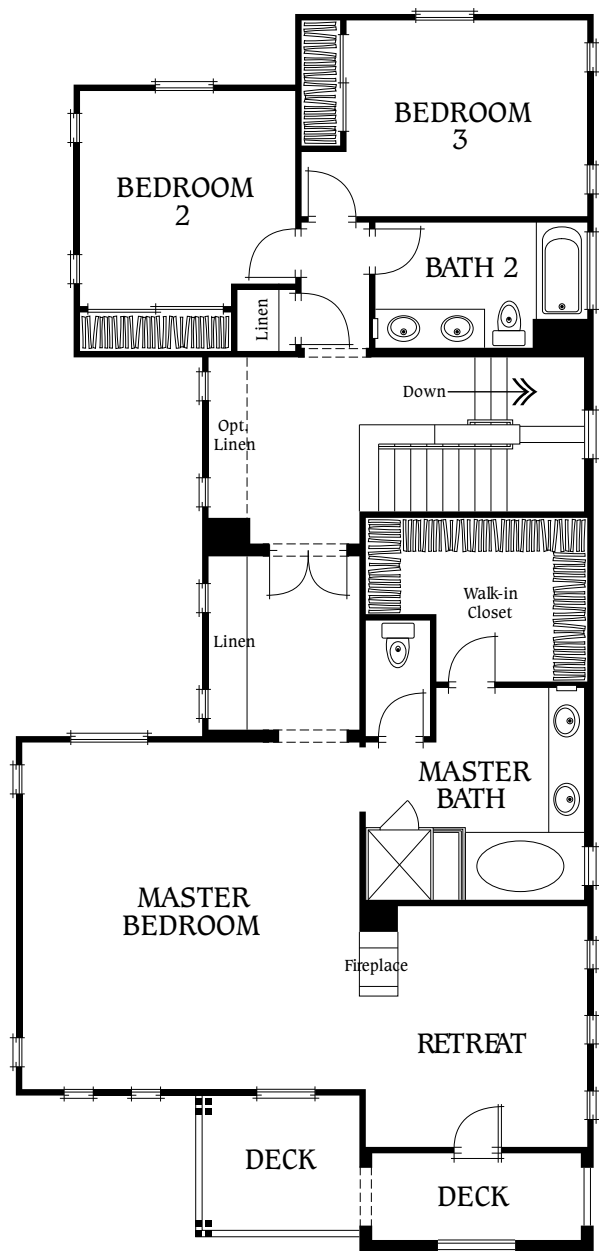 BEDROOM
3
BEDROOM
2
BATH 2
Linen
Down
Opt.
Linen
Walk-in
Closet
Linen
MASTER
BATH
MASTER
BEDROOM
Fireplace
RETREAT
DECK
DECK